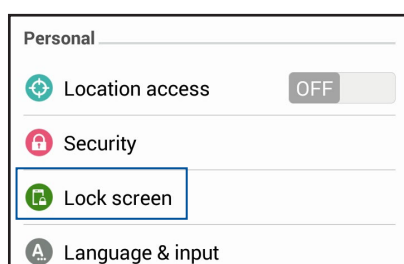 Personal
Location access OFF
Security
Lock screen
A Language & input